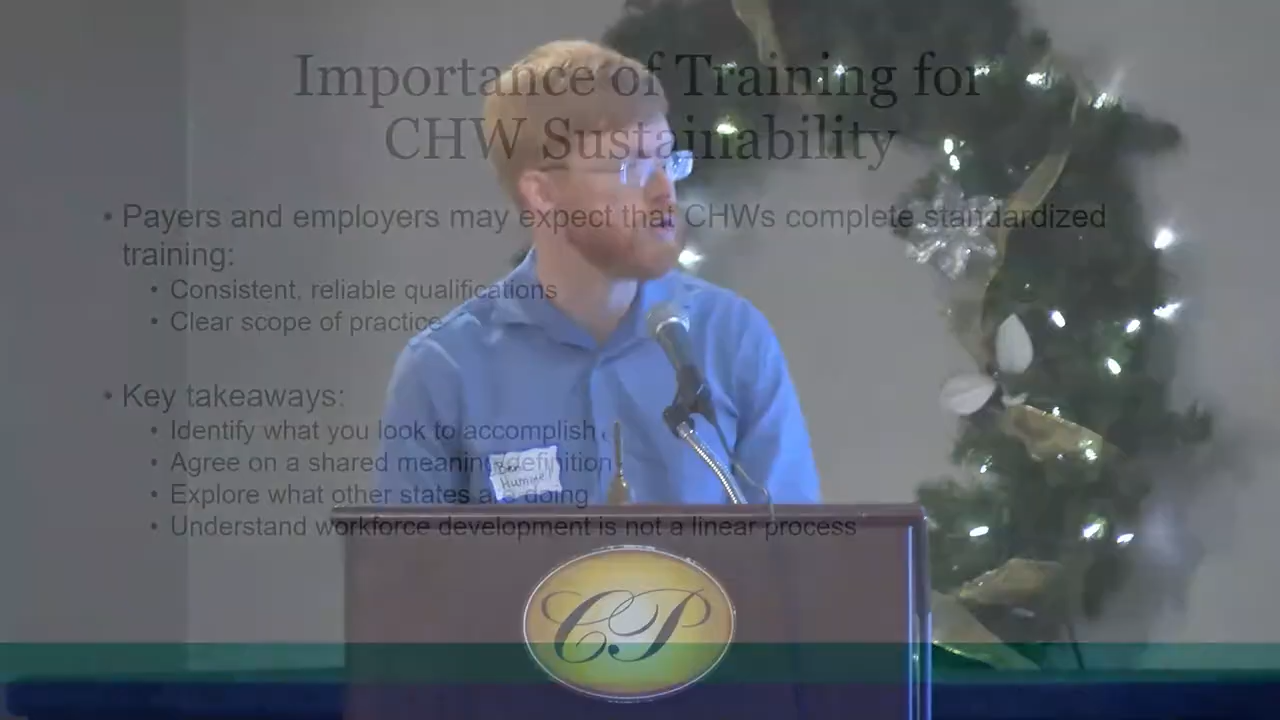 Importance of Training for
CHW Sustainability
• Payers and employers may expect that CHWs complete standardized
training:
• Consistent, reliable qualifications
• Clear scope of practice
• Key takeaways:
• Identify what you look to accomplish
• Agree on a shared meaning/definition
• Explore what other states are doing
• Understand workforce development is not a linear process
Ben
CP